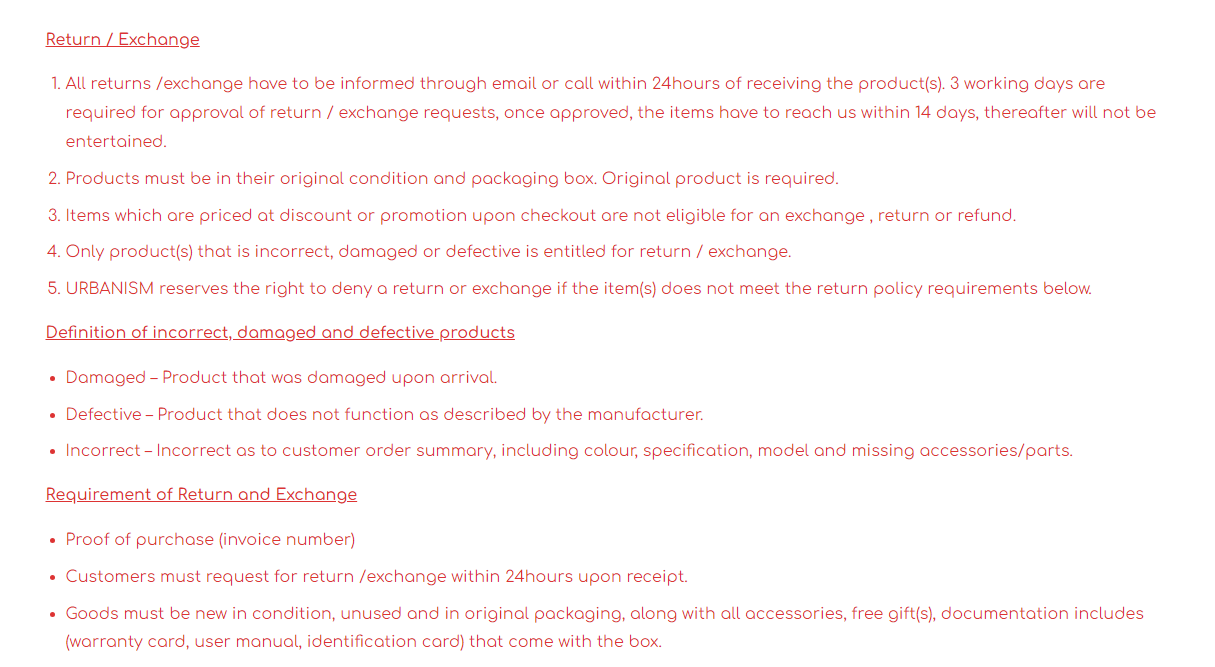 Return / Exchange
1. All returns /exchange have to be informed through email or call within 24hours of receiving the product(s). 3 working days are
required for approval of return / exchange requests, once approved, the items have to reach us within 14 days, thereafter will not be
entertained.
2. Products must be in their original condition and packaging box. Original product is required.
3. Items which are priced at discount or promotion upon checkout are not eligible for an exchange , return or refund.
4. Only product(s) that is incorrect, damaged or defective is entitled for return / exchange.
5. URBANISM reserves the right to deny a return or exchange if the item(s) does not meet the return policy requirements below.
Definition of incorrect, damaged and defective products
• Damaged – Product that was damaged upon arrival.
• Defective – Product that does not function as described by the manufacturer.
• Incorrect – Incorrect as to customer order summary, including colour, specification, model and missing accessories/parts.
Requirement of Return and Exchange
• Proof of purchase (invoice number)
• Customers must request for return /exchange within 24hours upon receipt.
• Goods must be new in condition, unused and in original packaging, along with all accessories, free gift(s), documentation includes
(warranty card, user manual, identification card) that come with the box.